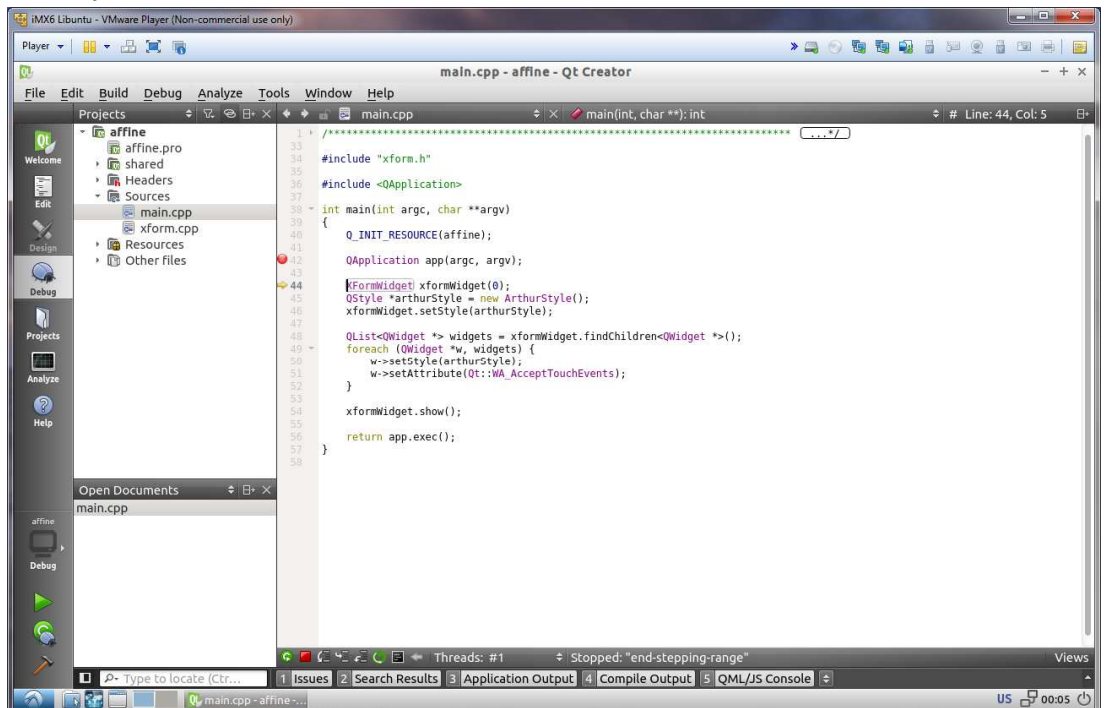 iMX6 Libuntu - VMware Player (Non-commercial use only)
Player
main.cpp - affine - Qt Creator
File Edit Build Debug Analyze Tools Window Help
Projects
main.cpp
main(int, char **): int
# Line: 44, Col: 5
Welcome
Edit
Design
Debug
Projects
Analyze
Help
affine
Debug
affine
affine.pro
shared
Headers
Sources
main.cpp
xform.cpp
Resources
Other files
Open Documents
main.cpp
1 /****************************************************************************** ...*/
33
34 #include "xform.h"
35
36 #include <QApplication>
37
38 int main(int argc, char **argv)
39 {
40 Q_INIT_RESOURCE(affine);
41
42 QApplication app(argc, argv);
43
44 XFormWidget xformWidget(0);
45 QStyle *arthurStyle = new ArthurStyle();
46 xformWidget.setStyle(arthurStyle);
47
48 QList<QWidget *> widgets = xformWidget.findChildren<QWidget *>();
49 foreach (QWidget *w, widgets) {
50 w->setStyle(arthurStyle);
51 w->setAttribute(Qt::WA_AcceptTouchEvents);
52 }
53
54 xformWidget.show();
55
56 return app.exec();
57 }
58
Threads: #1 Stopped: "end-stepping-range" Views
Type to locate (Ctr... 1 Issues 2 Search Results 3 Application Output 4 Compile Output 5 QML/JS Console
main.cpp - affine -... US 00:05